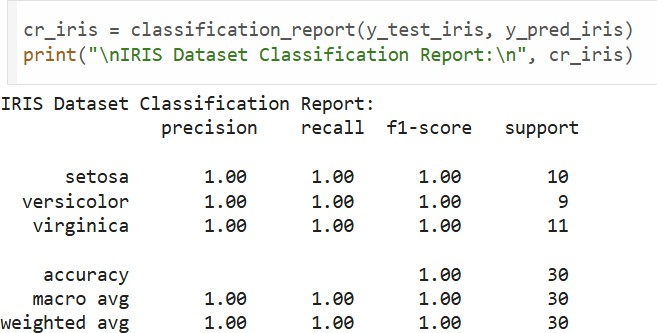 cr_iris = classification_report(y_test_iris, y_pred_iris)
print("\nIRIS Dataset Classification Report:\n", cr_iris)
IRIS Dataset Classification Report:
precision recall f1-score support
setosa 1.00 1.00 1.00 10
versicolor 1.00 1.00 1.00 9
virginica 1.00 1.00 1.00 11
accuracy 1.00 30
macro avg 1.00 1.00 1.00 30
weighted avg 1.00 1.00 1.00 30